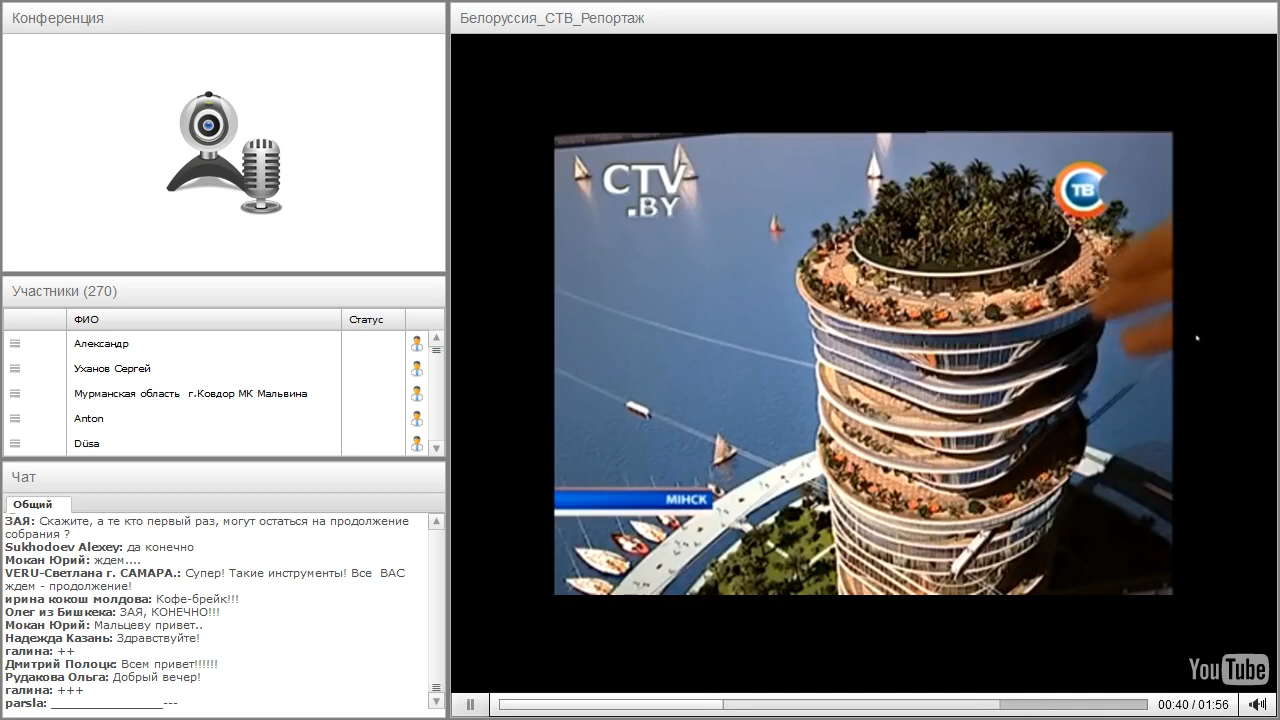 Конференция
Белоруссия_СТВ_Репортаж
CTV
.BY
ТВ
МІНСК
Участники (270)
ФИО
Статус
Александр
Уханов Сергей
Мурманская область г.Ковдор МК Мальвина
Anton
Düsa
Чат
Общий
ЗАЯ: Скажите, а те кто первый раз, могут остаться на продолжение
собрания ?
Sukhodoev Alexey: да конечно
Мокан Юрий: ждем....
VERU-Светлана г. САМАРА.: Супер! Такие инструменты! Все ВАС
ждем - продолжение!
ирина кокош молдова: Кофе-брейк!!!
Олег из Бишкека: ЗАЯ, КОНЕЧНО!!!
Мокан Юрий: Мальцеву привет..
Надежда Казань: Здравствуйте!
галина: ++
Дмитрий Полоцк: Всем привет!!!!!!
Рудакова Ольга: Добрый вечер!
галина: +++
parsla: ________________---
YouTube
00:40 / 01:56